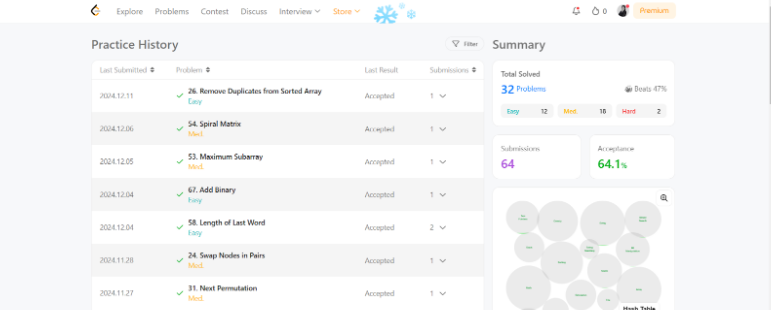 Explore Problems Contest Discuss Interview Store 0 Premium
Practice History
Filter
Summary
Last Submitted Problem Last Result Submissions
2024.12.11 26. Remove Duplicates from Sorted Array Accepted 1
Easy
2024.12.06 54. Spiral Matrix Accepted 1
Med.
2024.12.05 53. Maximum Subarray Accepted 1
Med.
2024.12.04 67. Add Binary Accepted 1
Easy
2024.12.04 58. Length of Last Word Accepted 2
Easy
2024.11.28 24. Swap Nodes in Pairs Accepted 1
Med.
2024.11.27 31. Next Permutation Accepted 1
Med.
Total Solved
32 Problems
Beats 47%
Easy 12 Med. 18 Hard 2
Submissions
64
Acceptance
64.1%
Hash Table